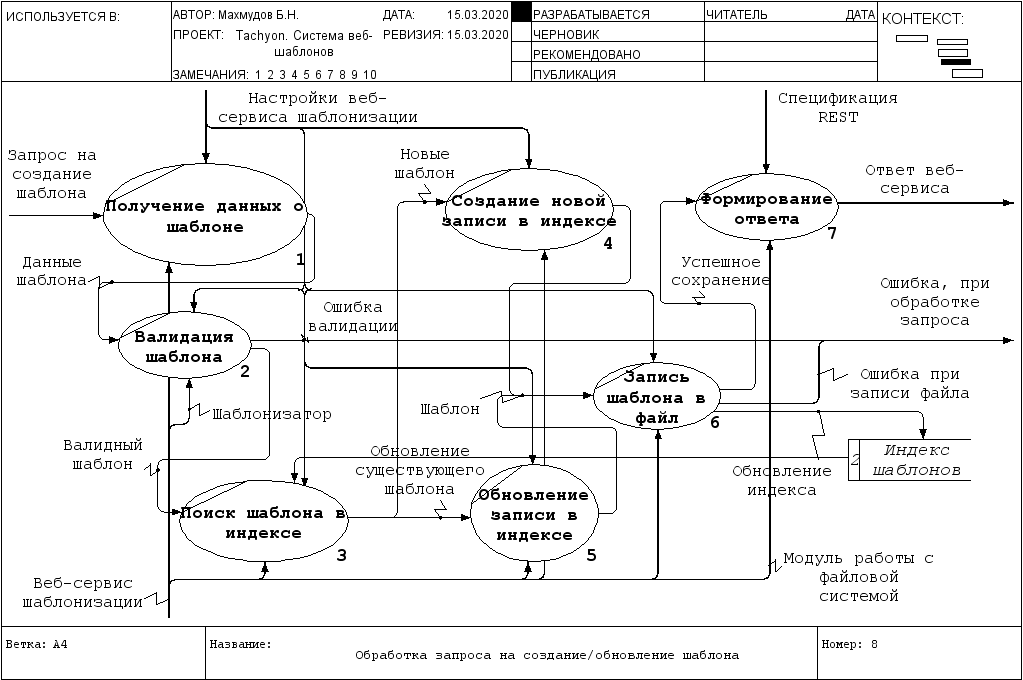 ИСПОЛЬЗУЕТСЯ В:
АВТОР: Махмудов Б.Н.
ДАТА: 15.03.2020
ПРОЕКТ: Tachyon. Система веб-
шаблонов
РЕВИЗИЯ: 15.03.2020
ЗАМЕЧАНИЯ: 1 2 3 4 5 6 7 8 9 10
РАЗРАБАТЫВАЕТСЯ
ЧЕРНОВИК
РЕКОМЕНДОВАНО
ПУБЛИКАЦИЯ
ЧИТАТЕЛЬ
ДАТА
КОНТЕКСТ:
Настройки веб-
сервиса шаблонизации
Спецификация
REST
Запрос на
создание
шаблона
Получение данных о
шаблоне
1
Новые
шаблон
Создание новой
записи в индексе
4
Формирование
ответа
7
Ответ веб-
сервиса
Данные
шаблона
Успешное
сохранение
Ошибка, при
обработке
запроса
Ошибка
валидации
Валидация
шаблона
2
Шаблонизатор
Шаблон
Запись
шаблона в
файл
6
Ошибка при
записи файла
Валидный
шаблон
Обновление
существующего
шаблона
Обновление
индекса
2
Индекс
шаблонов
Поиск шаблона в
индексе
3
Обновление
записи в
индексе
5
Веб-сервис
шаблонизации
Модуль работы с
файловой
системой
Ветка: A4
Название:
Обработка запроса на создание/обновление шаблона
Номер: 8